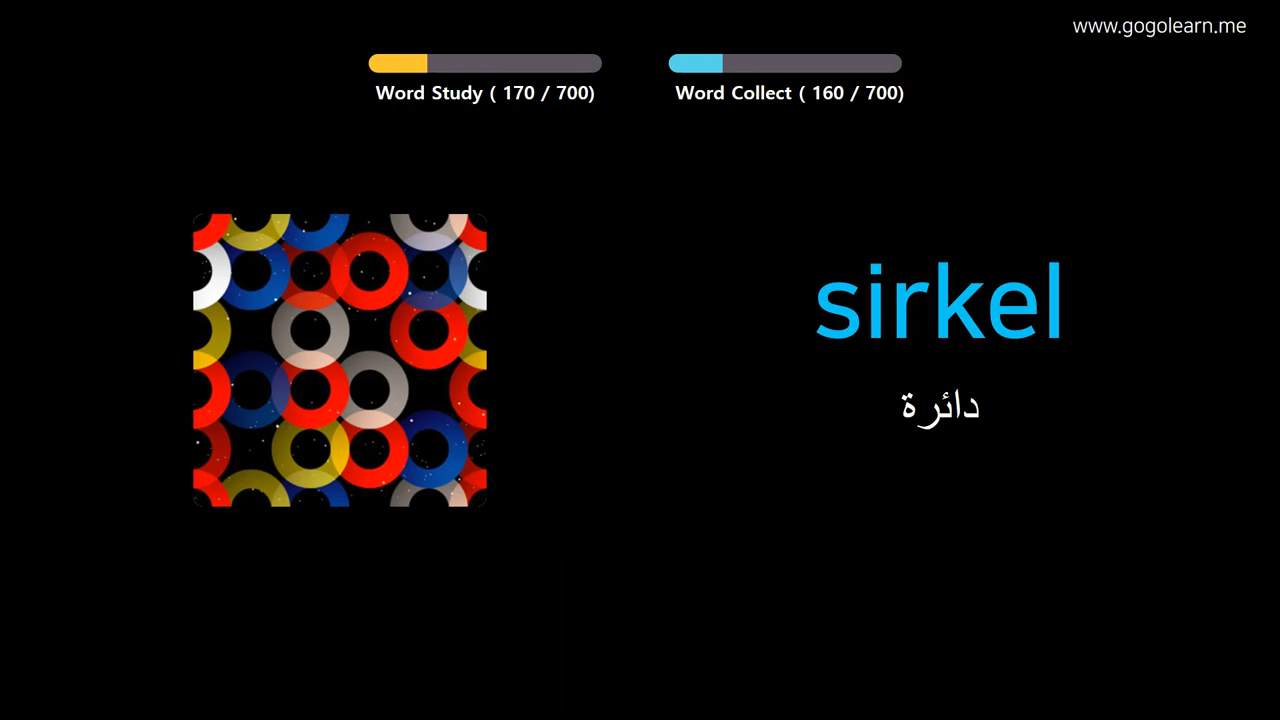 www.gogolearn.me
Word Study ( 170 / 700)
Word Collect ( 160 / 700)
sirkel
دائرة